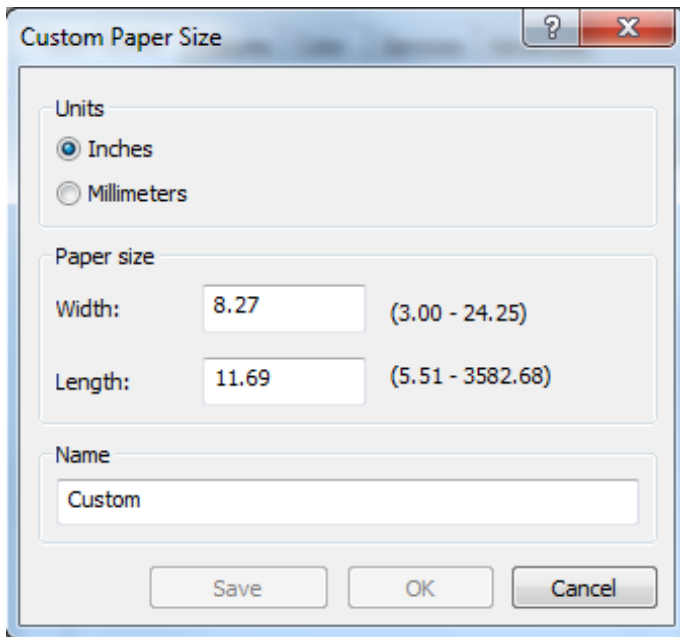 Custom Paper Size
?
X
Units
Inches
Millimeters
Paper size
Width: 8.27 (3.00 - 24.25)
Length: 11.69 (5.51 - 3582.68)
Name
Custom
Save OK Cancel